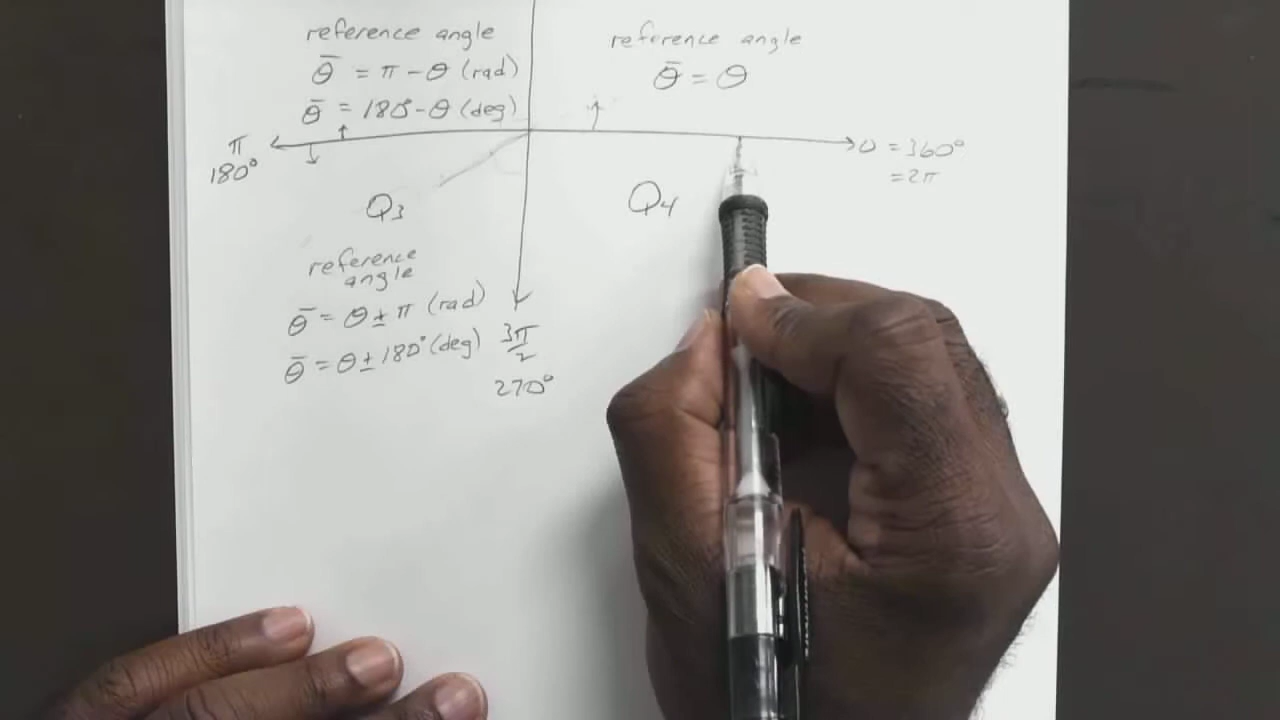 reference angle
θ̄ = π - θ (rad)
θ̄ = 180° - θ (deg)
reference angle
θ̄ = θ
π
180°
0 = 360°
= 2π
Q3
Q4
reference
angle
θ̄ = θ ± π (rad)
θ̄ = θ ± 180° (deg)
3π/2
270°